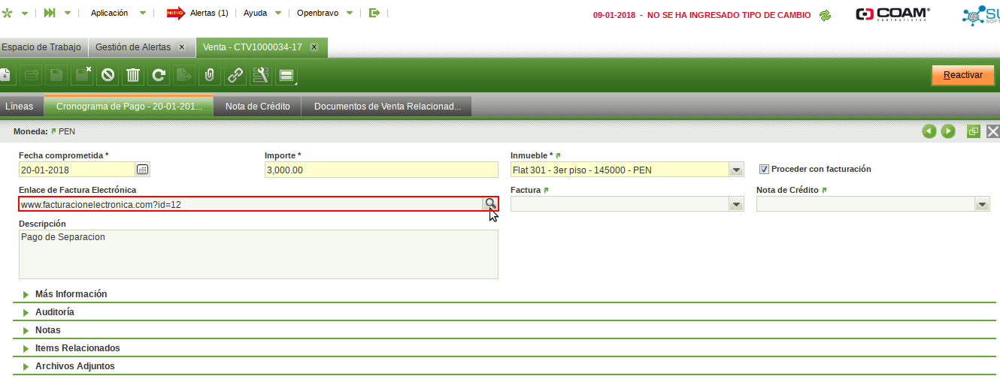 Aplicación NUEVO Alertas (1) Ayuda Openbravo 09-01-2018 - NO SE HA INGRESADO TIPO DE CAMBIO COAM
CONTRATISTAS
Espacio de Trabajo Gestión de Alertas Venta - CTV1000034-17
Reactivar
Líneas Cronograma de Pago - 20-01-201... Nota de Crédito Documentos de Venta Relacionad...
Moneda: PEN
Fecha comprometida * Importe * Inmueble *
20-01-2018 3,000.00 Flat 301 - 3er piso - 145000 - PEN Proceder con facturación
Enlace de Factura Electrónica Factura Nota de Crédito
www.facturacionelectronica.com?id=12
Descripción
Pago de Separacion
Más Información
Auditoría
Notas
Items Relacionados
Archivos Adjuntos